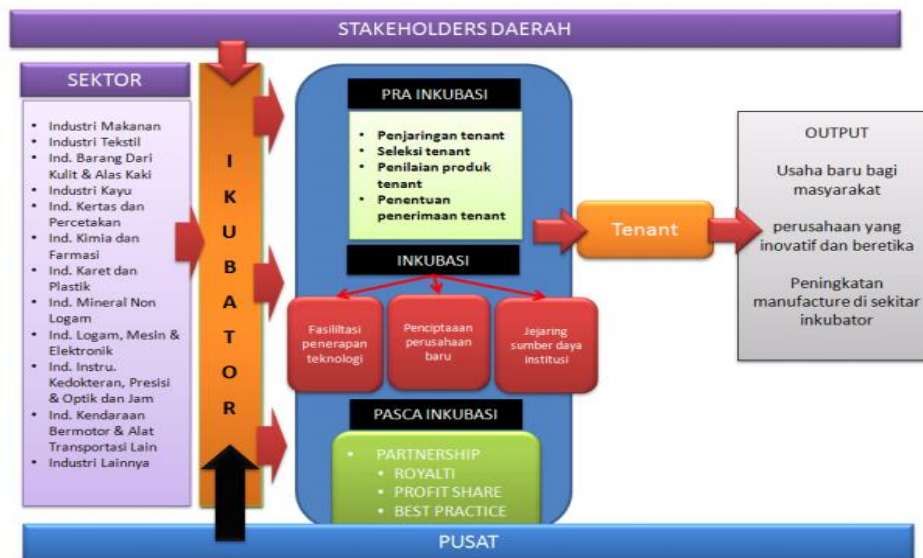 STAKEHOLDERS DAERAH
SEKTOR
• Industri Makanan
• Industri Tekstil
• Ind. Barang Dari
Kulit & Alas Kaki
• Industri Kayu
• Ind. Kertas dan
Percetakan
• Ind. Kimia dan
Farmasi
• Ind. Karet dan
Plastik
• Ind. Mineral Non
Logam
• Ind. Logam, Mesin &
Elektronik
• Ind. Instru.
Kedokteran, Presisi
& Optik dan Jam
• Ind. Kendaraan
Bermotor & Alat
Transportasi Lain
• Industri Lainnya
I
K
U
B
A
T
O
R
PRA INKUBASI
• Penjaringan tenant
• Seleksi tenant
• Penilaian produk
tenant
• Penentuan
penerimaan tenant
INKUBASI
Fasililtasi
penerapan
teknologi
Penciptaaan
perusahaan
baru
Jejaring
sumber daya
institusi
PASCA INKUBASI
• PARTNERSHIP
• ROYALTI
• PROFIT SHARE
• BEST PRACTICE
Tenant
OUTPUT
Usaha baru bagi
masyarakat
perusahaan yang
inovatif dan beretika
Peningkatan
manufacture di sekitar
inkubator
PUSAT